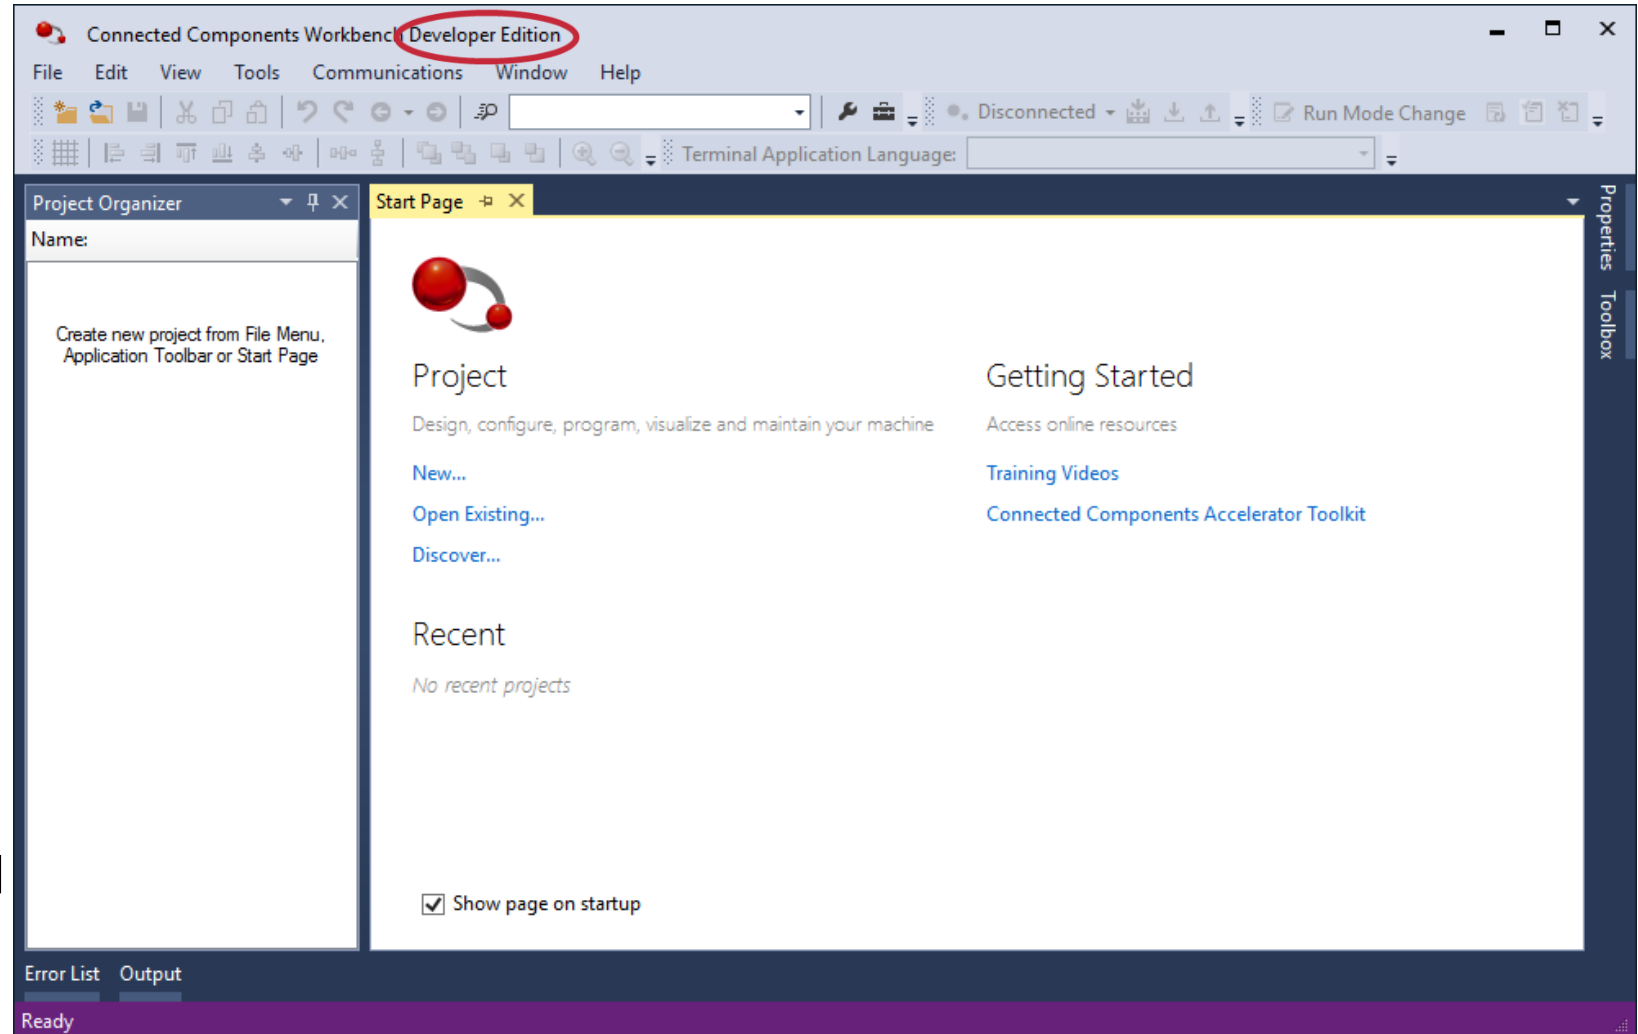 Connected Components Workbench Developer Edition
File Edit View Tools Communications Window Help
Disconnected Run Mode Change
Terminal Application Language:
Project Organizer
Name:
Create new project from File Menu,
Application Toolbar or Start Page
Start Page
Project
Design, configure, program, visualize and maintain your machine
New...
Open Existing...
Discover...
Recent
No recent projects
Getting Started
Access online resources
Training Videos
Connected Components Accelerator Toolkit
Show page on startup
Properties
Toolbox
Error List Output
Ready